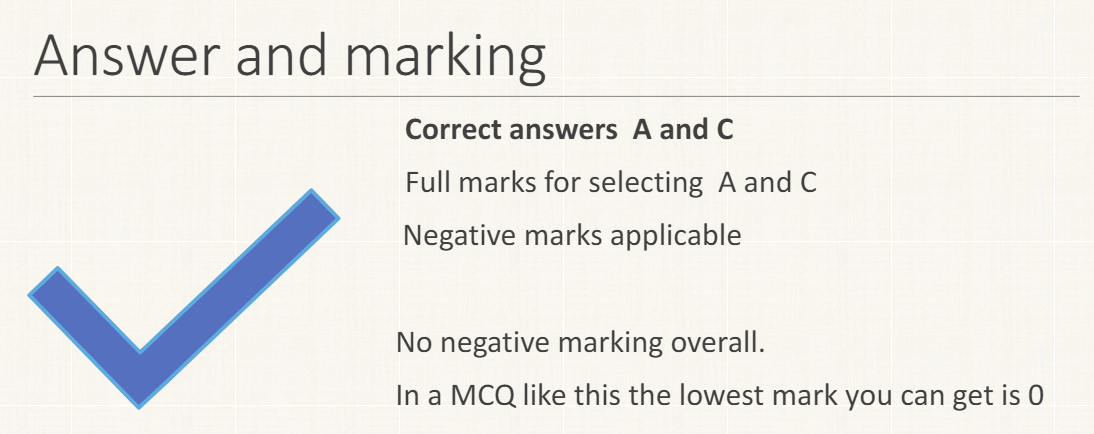 Answer and marking
Correct answers A and C
Full marks for selecting A and C
Negative marks applicable
No negative marking overall.
In a MCQ like this the lowest mark you can get is 0